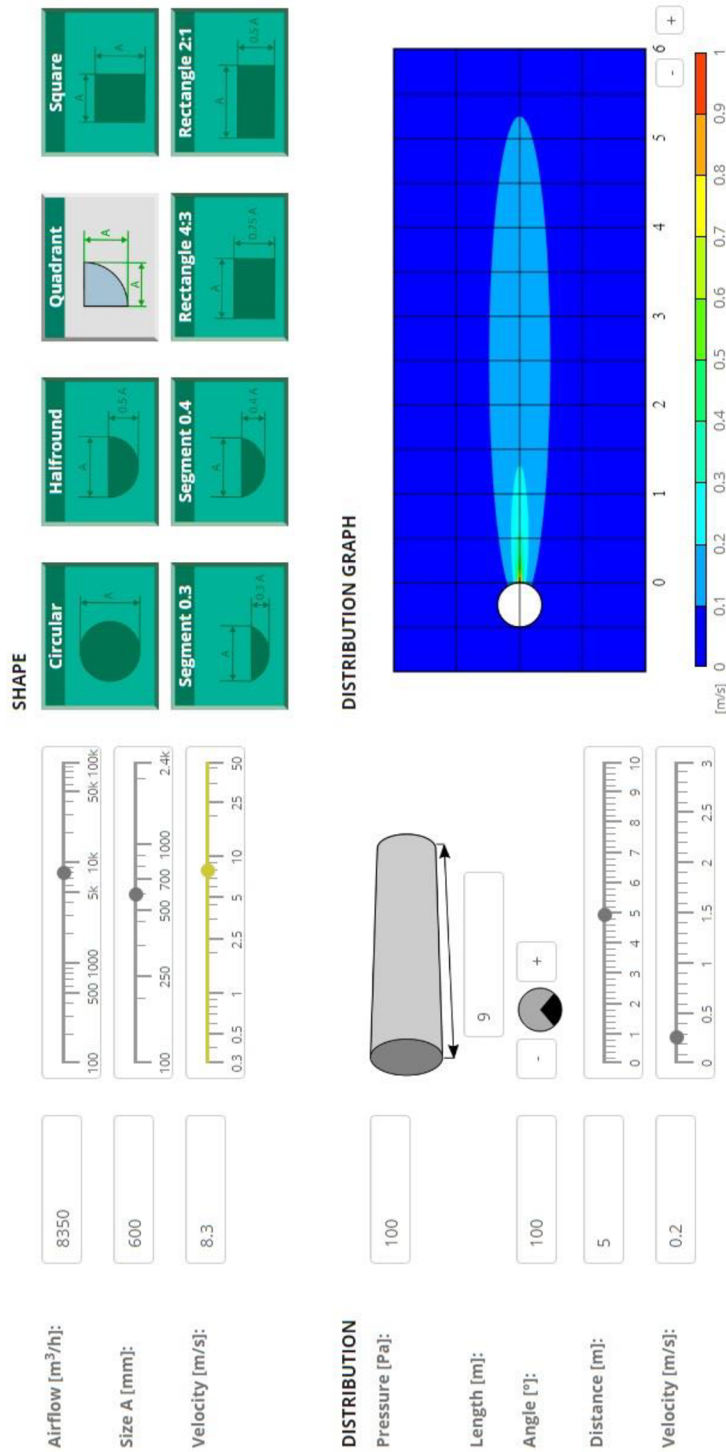 SHAPE
Airflow [m³/h]:
8350
100
500
1000
5k
10k
50k
100k
Size A [mm]:
600
100
250
500
700
1000
2.4k
Velocity [m/s]:
8.3
0.3
0.5
1
2.5
5
10
25
50
Circular
A
Halfround
A
0.5 A
Quadrant
A
A
Square
A
A
Segment 0.3
A
0.3 A
Segment 0.4
A
0.4 A
Rectangle 4:3
A
0.75 A
Rectangle 2:1
A
0.5 A
DISTRIBUTION
Pressure [Pa]:
100
Length [m]:
9
Angle [°]:
100
-
+
Distance [m]:
5
0
1
2
3
4
5
6
7
8
9
10
Velocity [m/s]:
0.2
0
0.5
1
1.5
2
2.5
3
DISTRIBUTION GRAPH
0
1
2
3
4
5
6
-
+
[m/s]
0
0.1
0.2
0.3
0.4
0.5
0.6
0.7
0.8
0.9
1